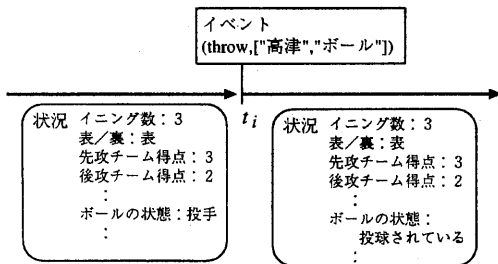 イベント
(throw,["高津","ボール"])
t_i
状況 イニング数:3
表/裏:表
先攻チーム得点:3
後攻チーム得点:2
:
ボールの状態:投手
:
状況 イニング数:3
表/裏:表
先攻チーム得点:3
後攻チーム得点:2
:
ボールの状態:
投球されている
: